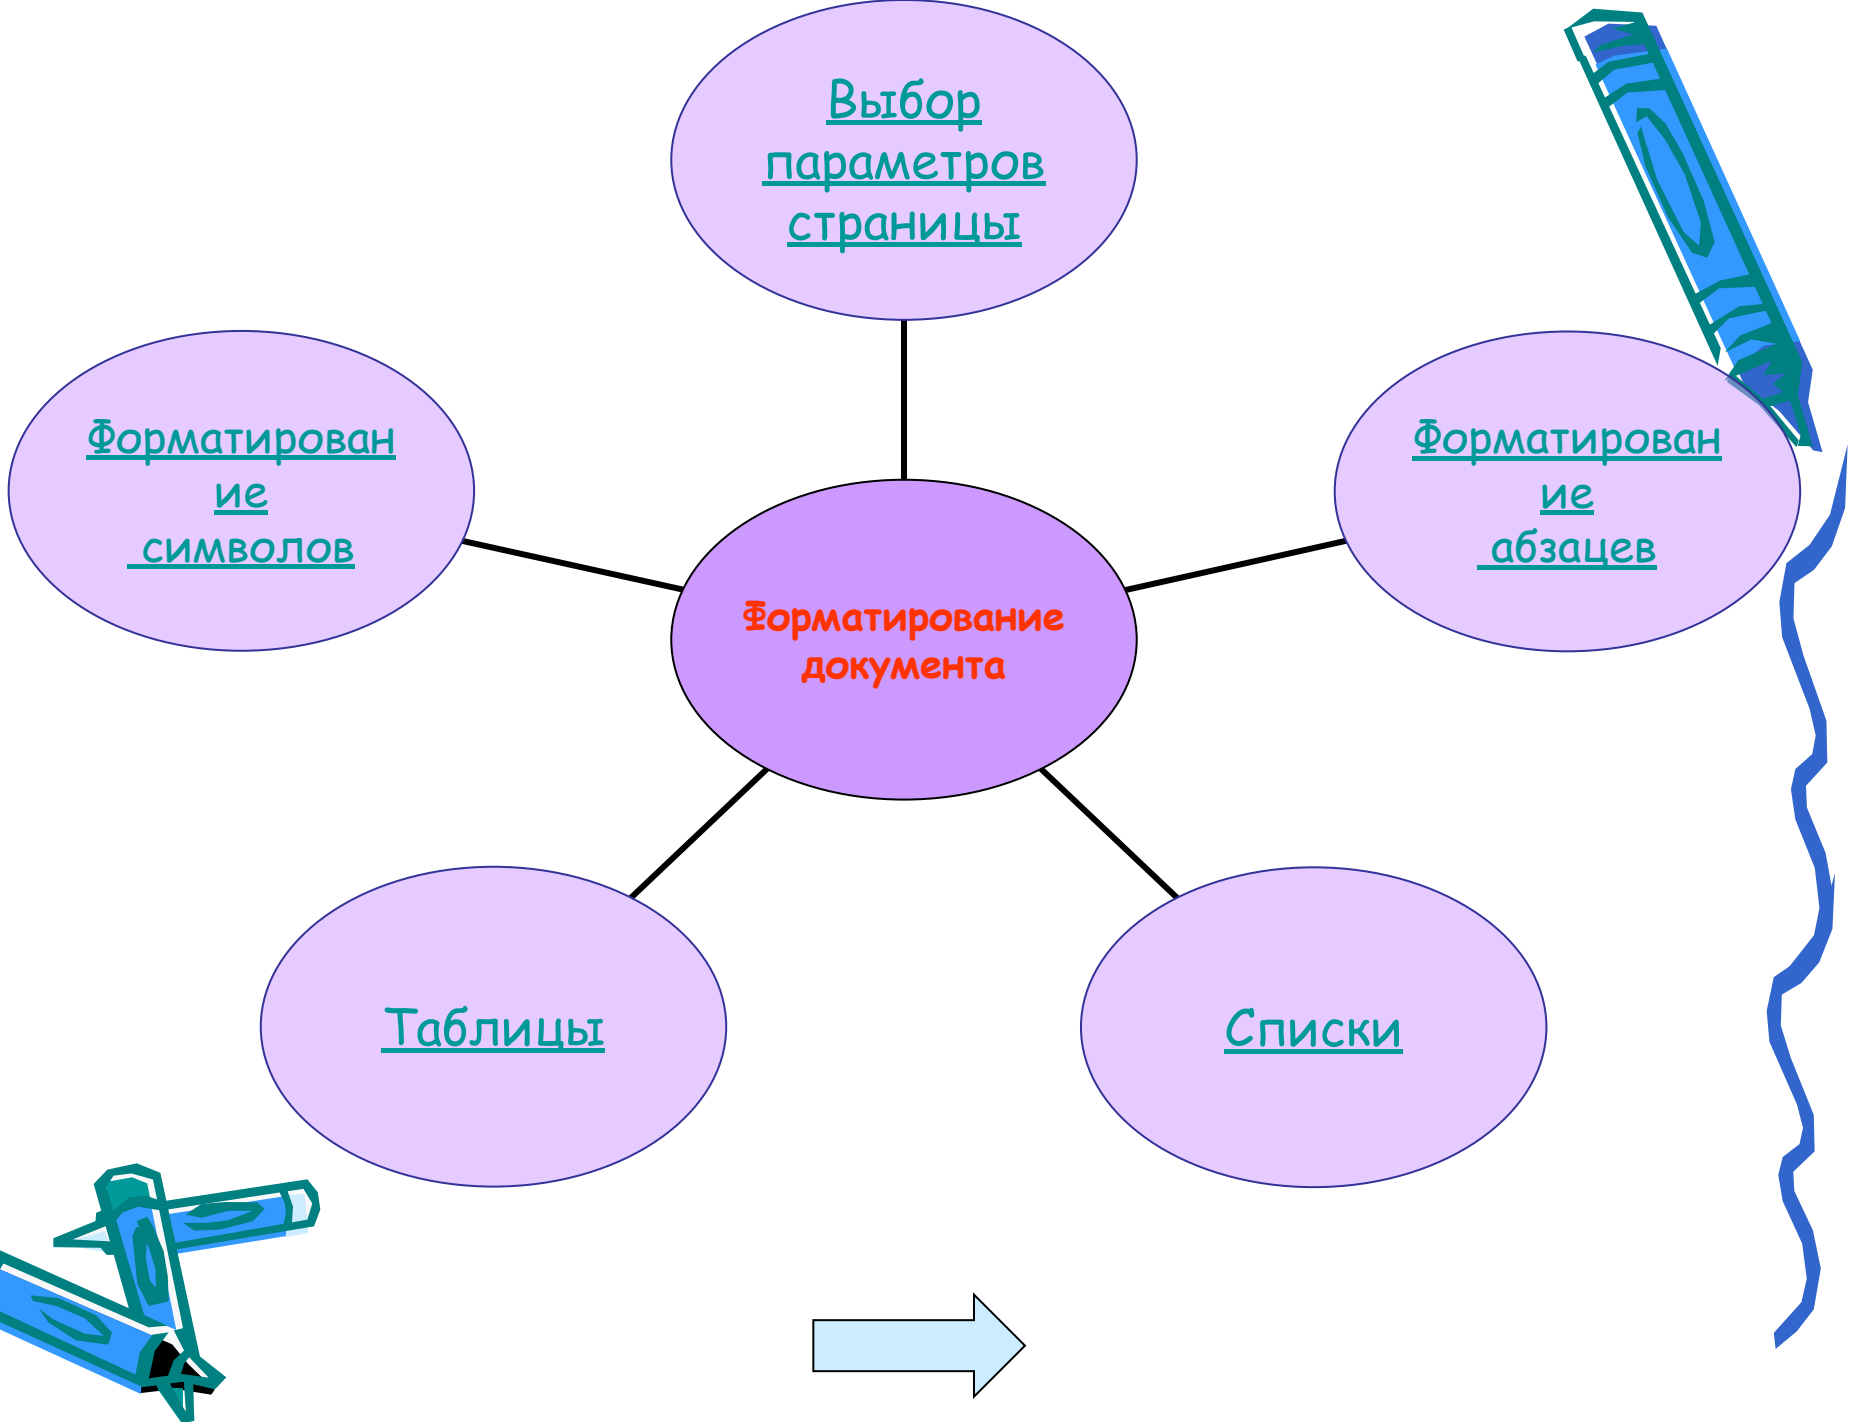 Выбор
параметров
страницы
Форматирован
ие
символов
Форматирован
ие
абзацев
Форматирование
документа
Таблицы
Списки